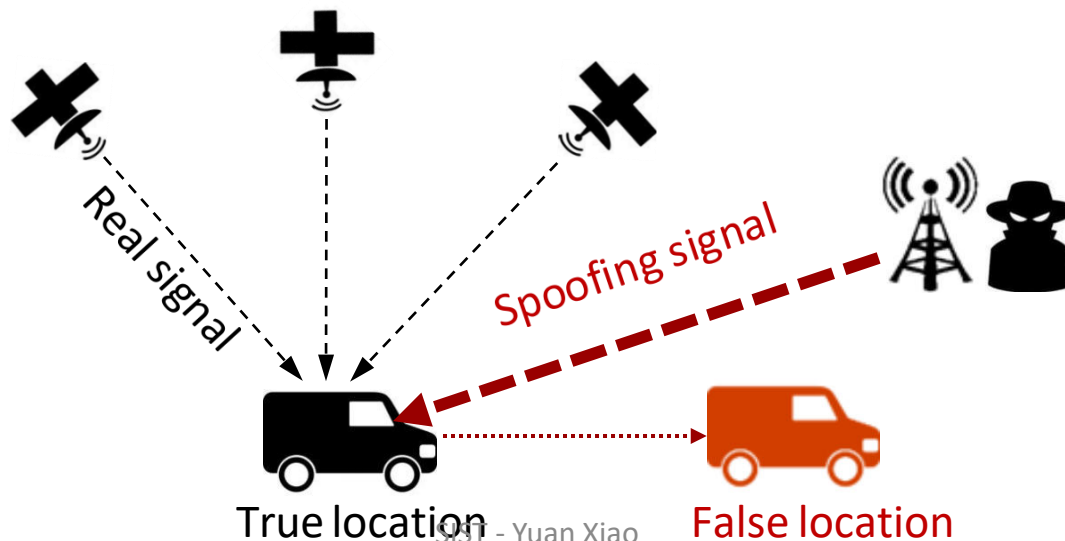 Real signal
Spoofing signal
True location
False location
SIST - Yuan Xiao